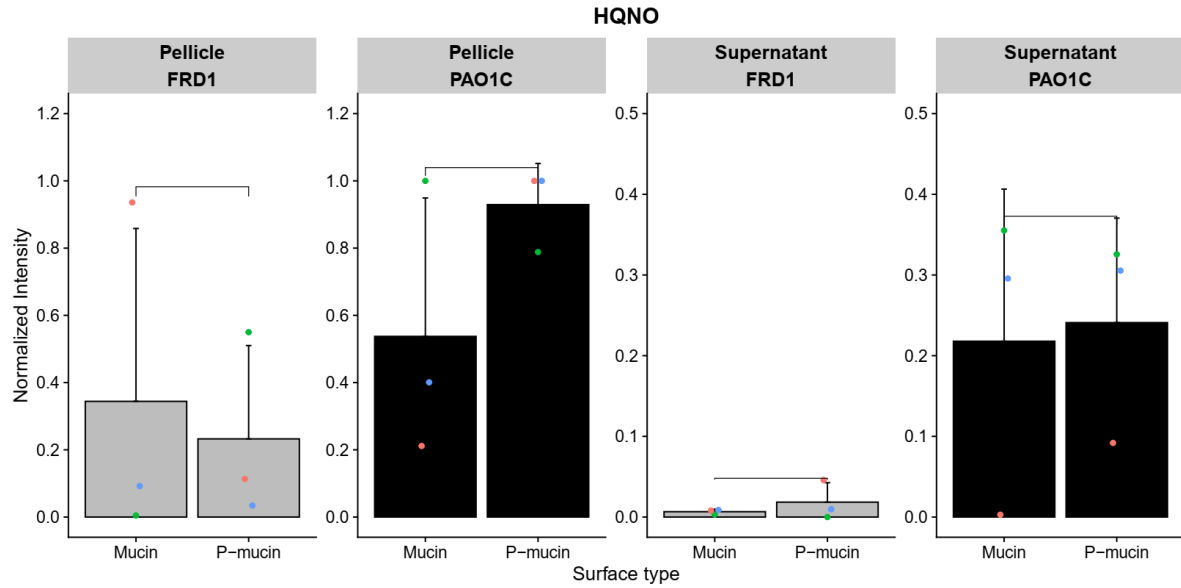 HQNO
Pellicle
FRD1
Pellicle
PAO1C
Supernatant
FRD1
Supernatant
PAO1C
Normalized Intensity
1.2
1.0
0.8
0.6
0.4
0.2
0.0
1.2
1.0
0.8
0.6
0.4
0.2
0.0
0.5
0.4
0.3
0.2
0.1
0.0
0.5
0.4
0.3
0.2
0.1
0.0
Mucin P−mucin
Mucin P−mucin
Mucin P−mucin
Mucin P−mucin
Surface type